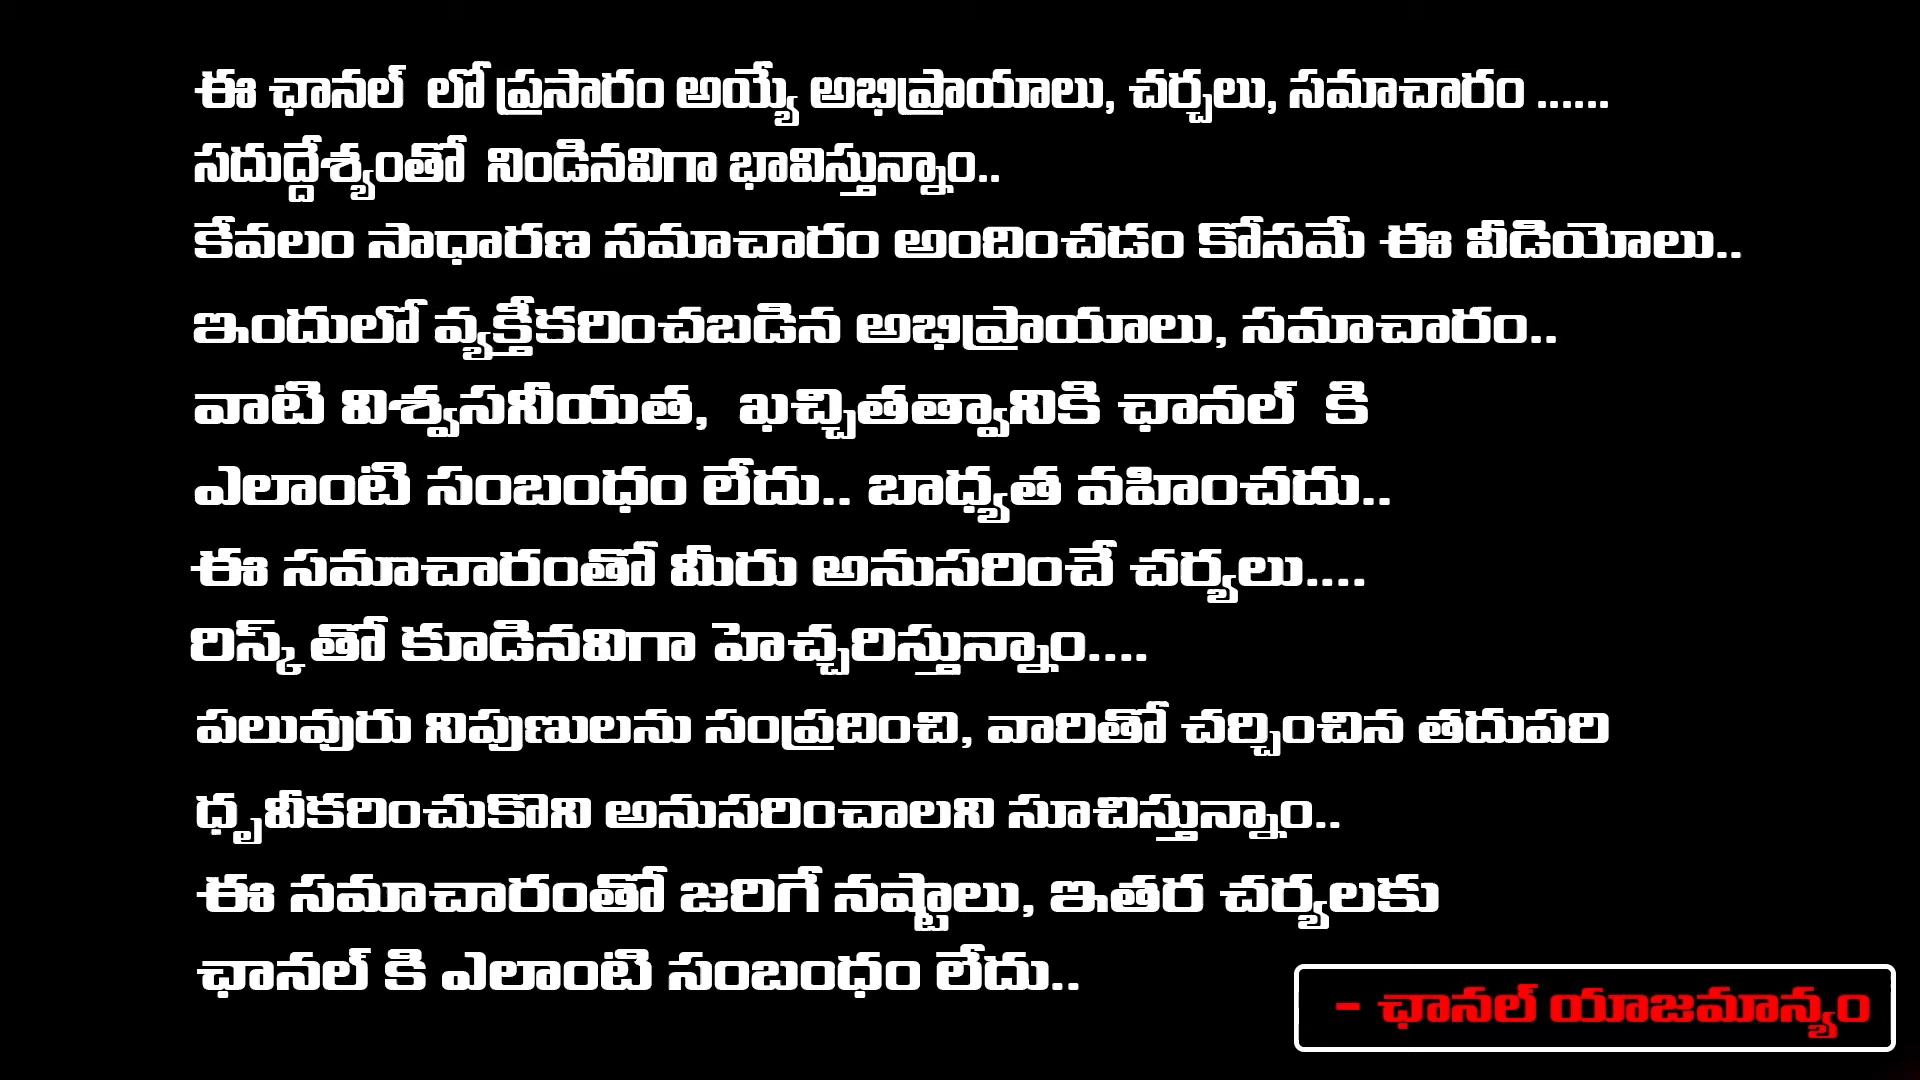 ఈ ఛానల్ లో ప్రసారం అయ్యే అభిప్రాయాలు, చర్చలు, సమాచారం ......
సదుద్దేశ్యంతో నిండినవిగా భావిస్తున్నాం..
కేవలం సాధారణ సమాచారం అందించడం కోసమే ఈ వీడియోలు..
ఇందులో వ్యక్తీకరించబడిన అభిప్రాయాలు, సమాచారం..
వాటి విశ్వసనీయత, ఖచ్చితత్వానికి ఛానల్ కి
ఎలాంటి సంబంధం లేదు.. బాధ్యత వహించదు..
ఈ సమాచారంతో మీరు అనుసరించే చర్యలు....
రిస్క్ తో కూడినవిగా హెచ్చరిస్తున్నాం....
పలువురు నిపుణులను సంప్రదించి, వారితో చర్చించిన తదుపరి
ధృవీకరించుకొని అనుసరించాలని సూచిస్తున్నాం..
ఈ సమాచారంతో జరిగే నష్టాలు, ఇతర చర్యలకు
ఛానల్ కి ఎలాంటి సంబంధం లేదు..
- ఛానల్ యాజమాన్యం